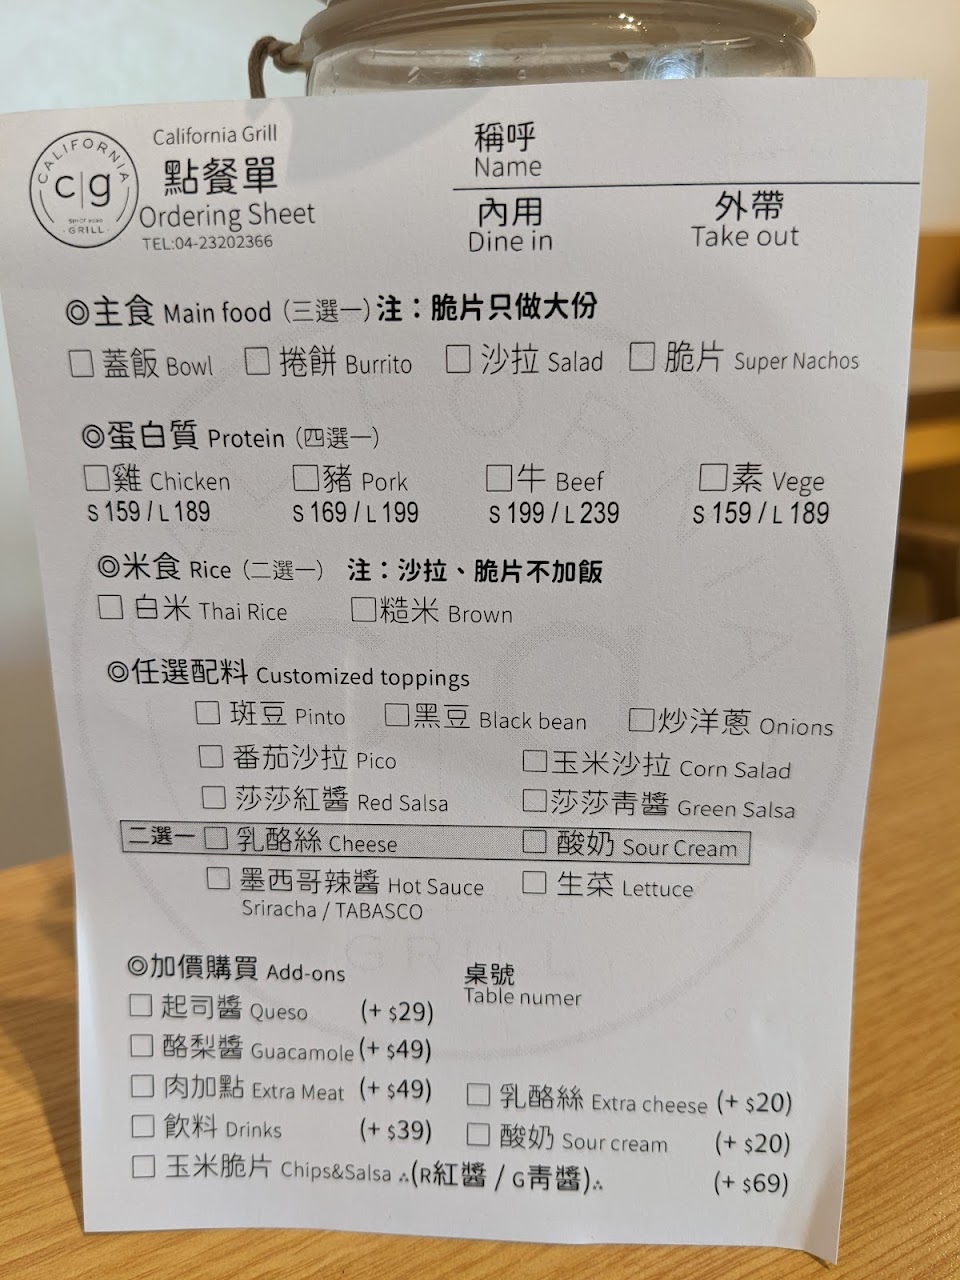 California Grill
點餐單
Ordering Sheet
TEL:04-23202366
CALIFORNIA
c|g
GRILL
稱呼
Name
內用 外帶
Dine in Take out
◎主食 Main food (三選一) 注：脆片只做大份
□ 蓋飯 Bowl □ 捲餅 Burrito □ 沙拉 Salad □ 脆片 Super Nachos
◎蛋白質 Protein (四選一)
□雞 Chicken □豬 Pork □牛 Beef □素 Vege
S 159 / L 189 S 169 / L 199 S 199 / L 239 S 159 / L 189
◎米食 Rice (二選一) 注：沙拉、脆片不加飯
□ 白米 Thai Rice □糙米 Brown
◎任選配料 Customized toppings
□ 斑豆 Pinto □黑豆 Black bean □炒洋蔥 Onions
□ 番茄沙拉 Pico □玉米沙拉 Corn Salad
□ 莎莎紅醬 Red Salsa □莎莎青醬 Green Salsa
二選一 □ 乳酪絲 Cheese □ 酸奶 Sour Cream
□ 墨西哥辣醬 Hot Sauce □ 生菜 Lettuce
Sriracha / TABASCO
◎加價購買 Add-ons
桌號
Table numer
□ 起司醬 Queso (+ $29)
□ 酪梨醬 Guacamole (+ $49)
□ 肉加點 Extra Meat (+ $49) □ 乳酪絲 Extra cheese (+ $20)
□ 飲料 Drinks (+ $39) □ 酸奶 Sour cream (+ $20)
□ 玉米脆片 Chips&Salsa ∴(R紅醬 / G青醬)∴ (+ $69)